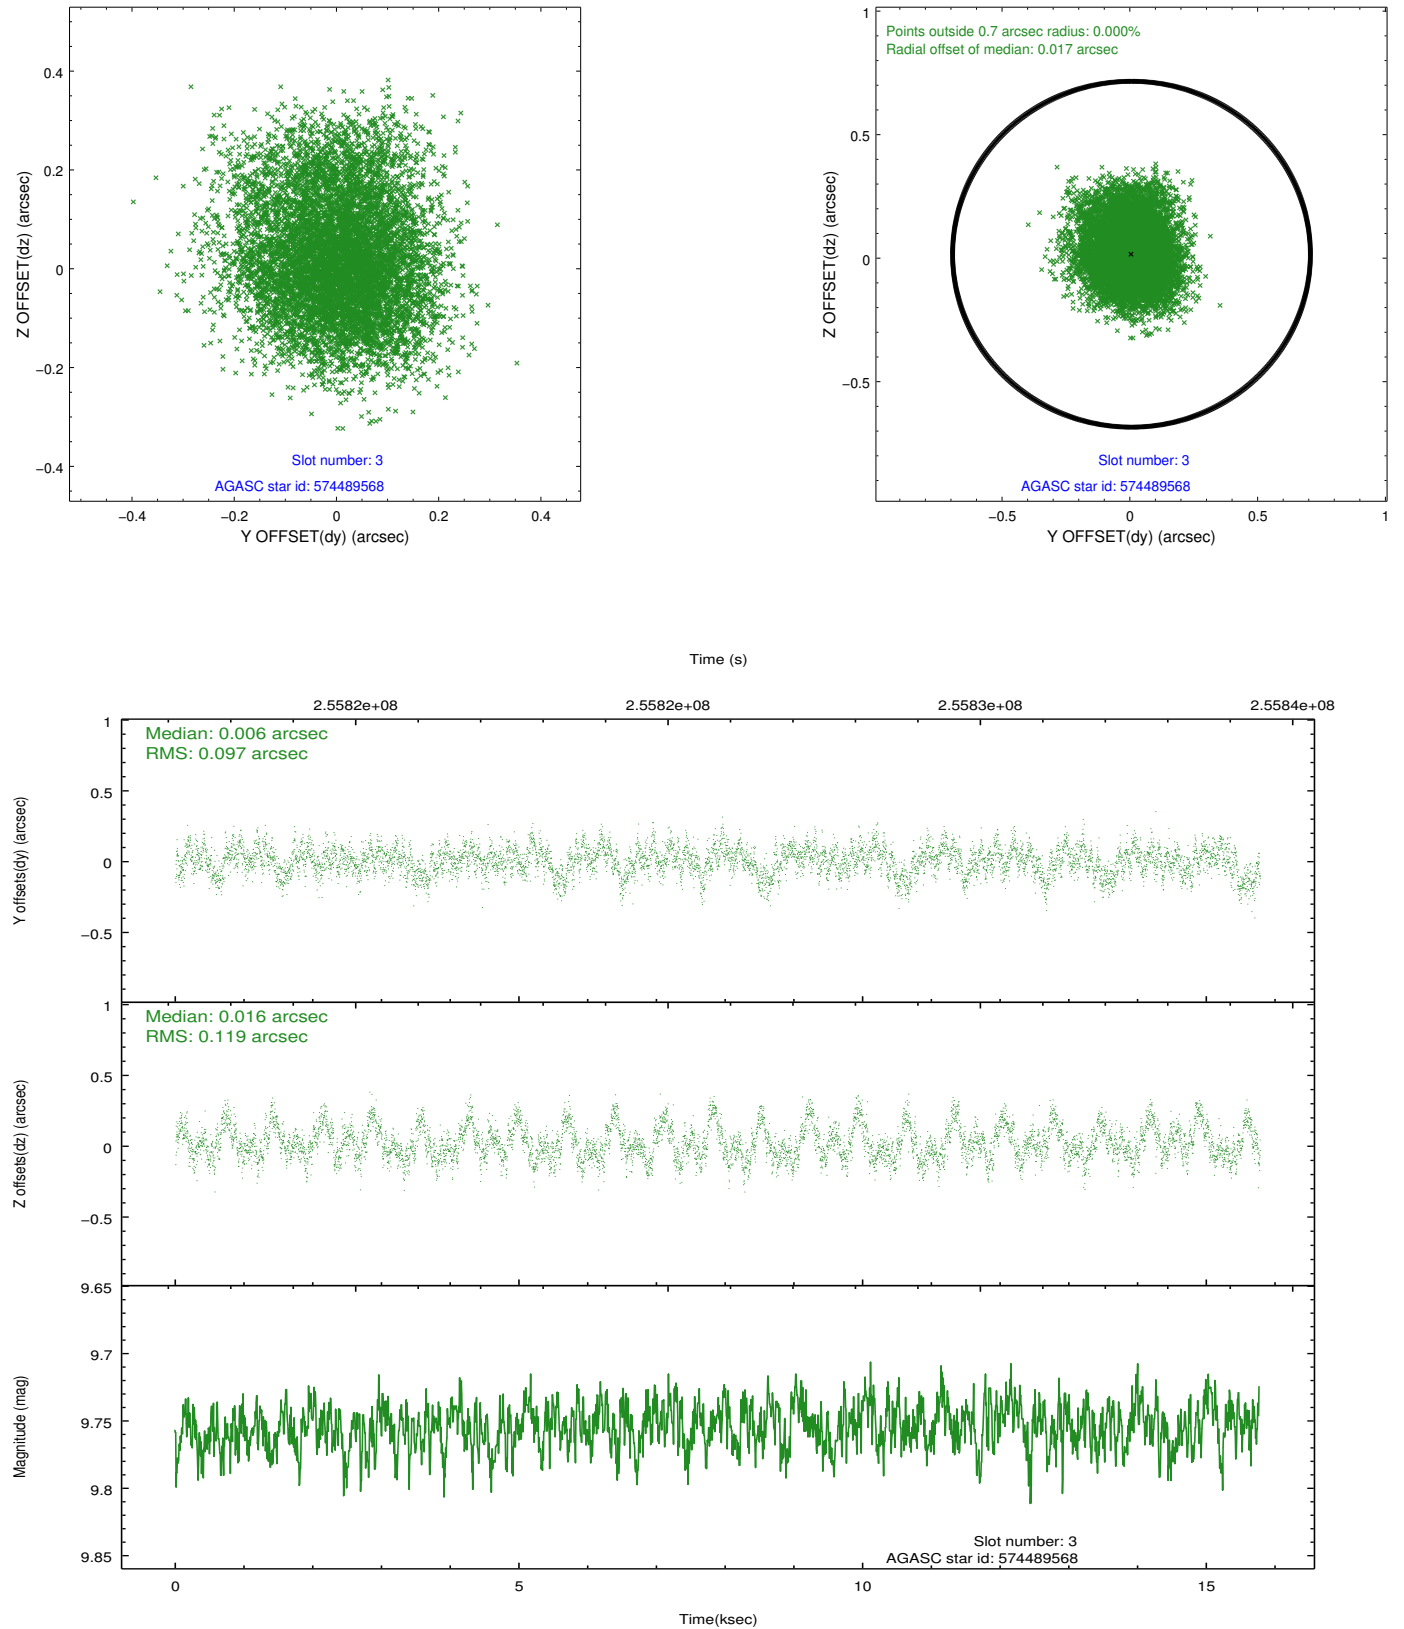 0.4
0.2
0
−0.2
−0.4
Z OFFSET(dz) (arcsec)
Slot number: 3
AGASC star id: 574489568
−0.4
−0.2
0
0.2
0.4
Y OFFSET(dy) (arcsec)
Points outside 0.7 arcsec radius: 0.000%
Radial offset of median: 0.017 arcsec
1
0.5
0
−0.5
Z OFFSET(dz) (arcsec)
Slot number: 3
AGASC star id: 574489568
−0.5
0
0.5
1
Y OFFSET(dy) (arcsec)
Time (s)
2.5582e+08
2.5582e+08
2.5583e+08
2.5584e+08
Median: 0.006 arcsec
RMS: 0.097 arcsec
1
0.5
0
−0.5
Y offsets(dy) (arcsec)
Median: 0.016 arcsec
RMS: 0.119 arcsec
1
0.5
0
−0.5
Z offsets(dz) (arcsec)
9.65
9.7
9.75
9.8
9.85
Magnitude (mag)
Slot number: 3
AGASC star id: 574489568
0
5
10
15
Time(ksec)